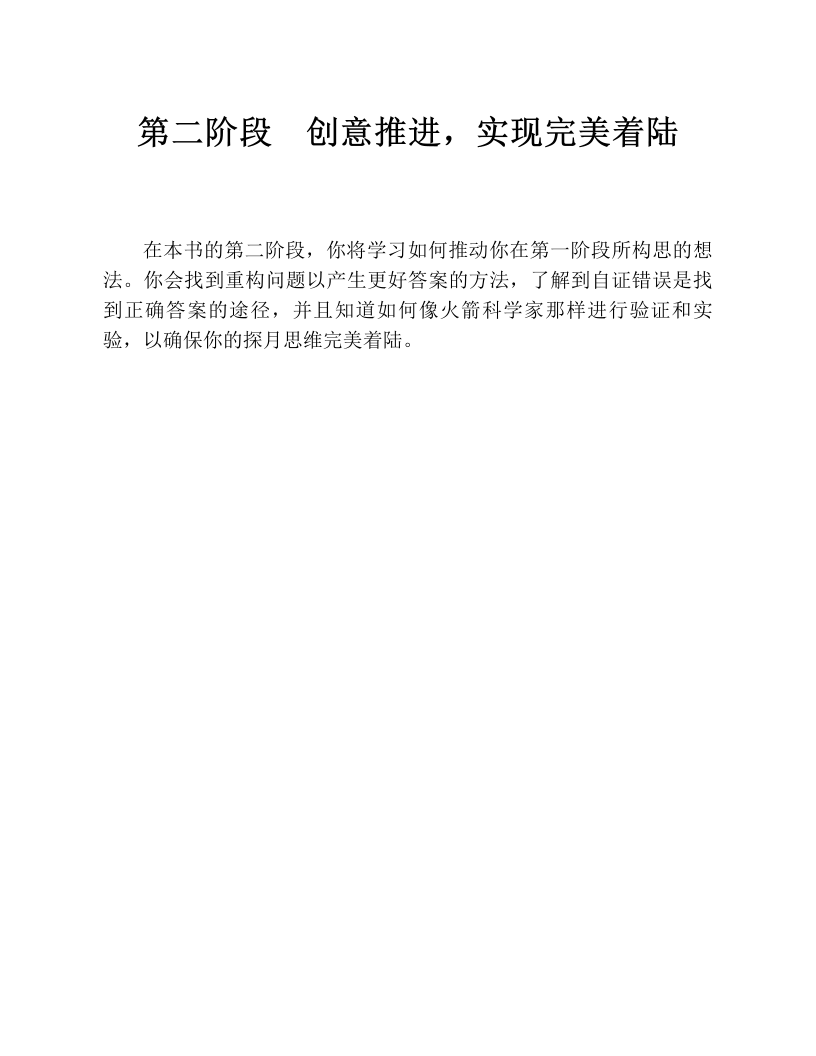 第二阶段　创意推进，实现完美着陆
在本书的第二阶段，你将学习如何推动你在第一阶段所构思的想
法。你会找到重构问题以产生更好答案的方法，了解到自证错误是找
到正确答案的途径，并且知道如何像火箭科学家那样进行验证和实
验，以确保你的探月思维完美着陆。